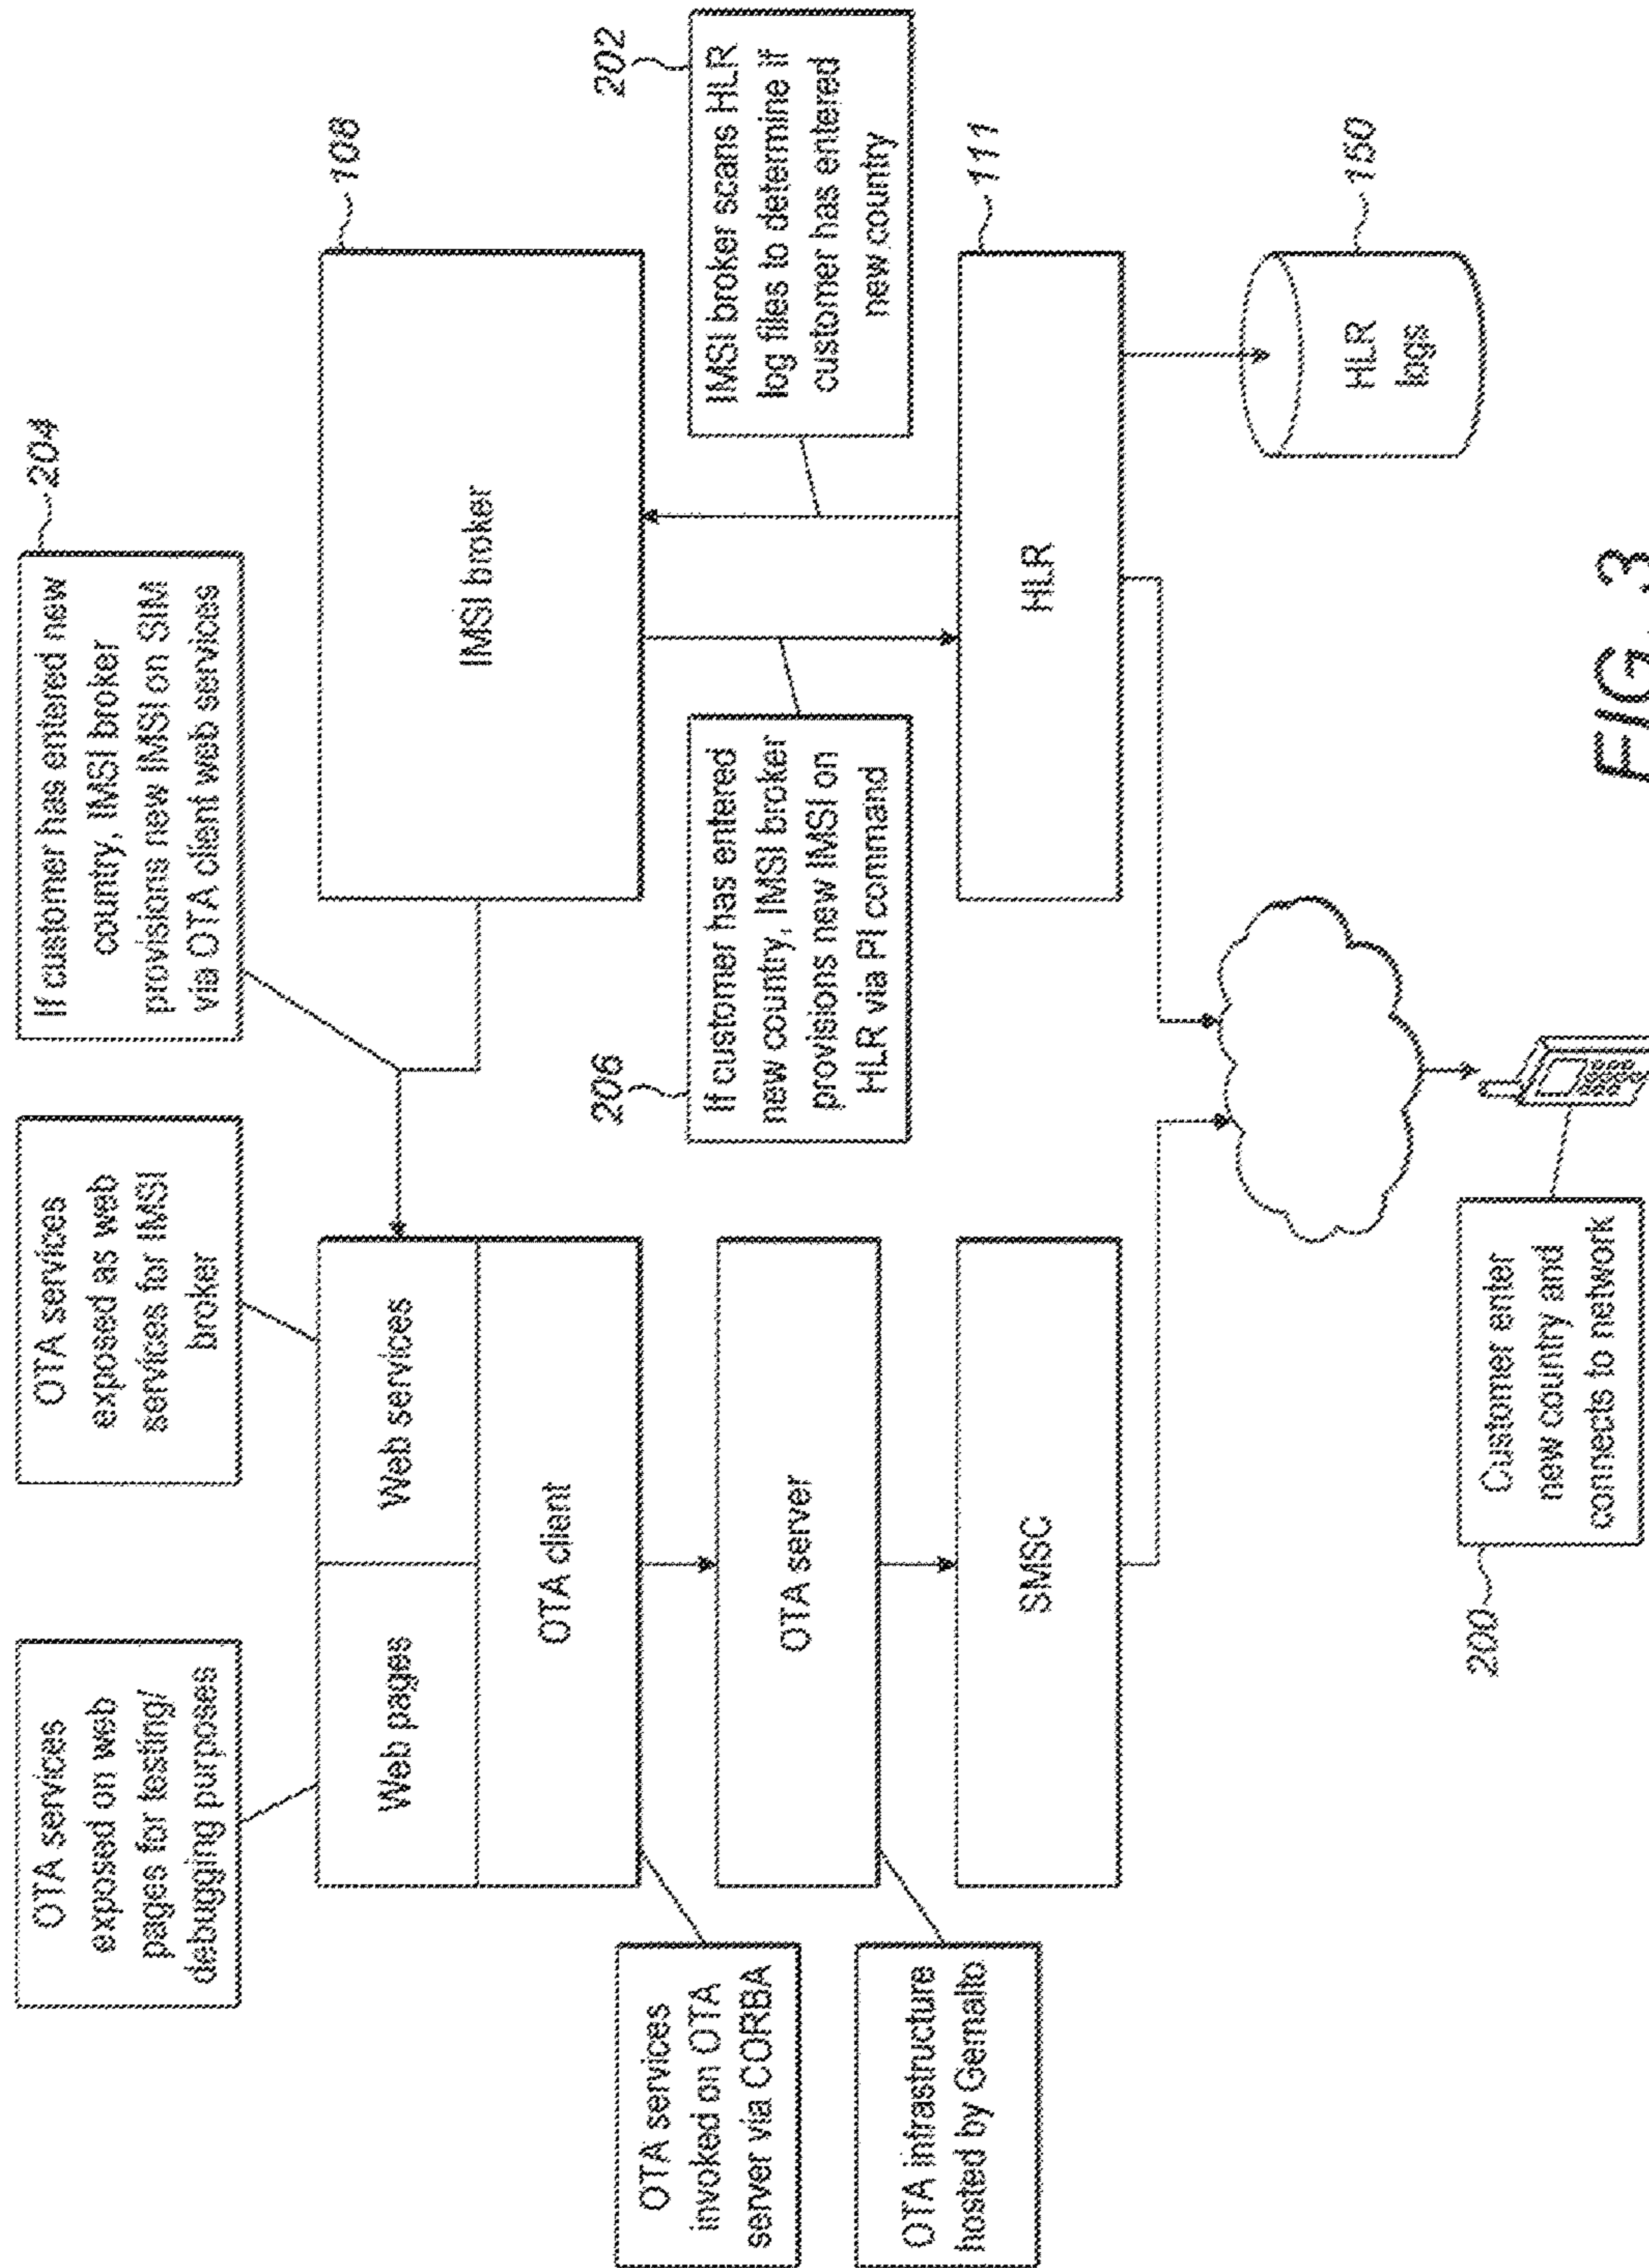 OTA services
exposed on web
pages for testing/
debugging purposes
OTA services
exposed as web
services for IMSI
broker
204
If customer has entered new
country, IMSI broker
provisions new IMSI on SIM
via OTA client web services
Web pages
Web services
OTA client
108
IMSI broker
OTA services
invoked on OTA
server via CORBA
OTA server
206
If customer has entered
new country, IMSI broker
provisions new IMSI on
HLR via PI command
202
IMSI broker scans HLR
log files to determine if
customer has entered
new country
OTA infrastructure
hosted by Gemalto
SMSC
111
HLR
150
HLR
logs
200
Customer enter
new country and
connects to network
FIG. 3